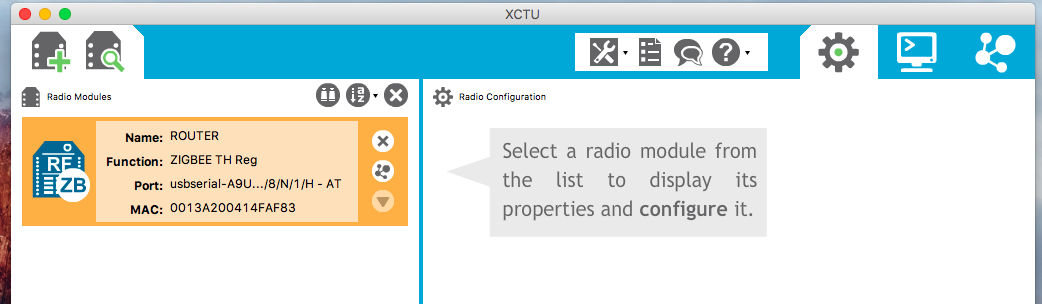 XCTU
Radio Modules
Radio Configuration
RF
ZB
Name: ROUTER
Function: ZIGBEE TH Reg
Port: usbserial-A9U.../8/N/1/H - AT
MAC: 0013A200414FAF83
Select a radio module from
the list to display its
properties and configure it.